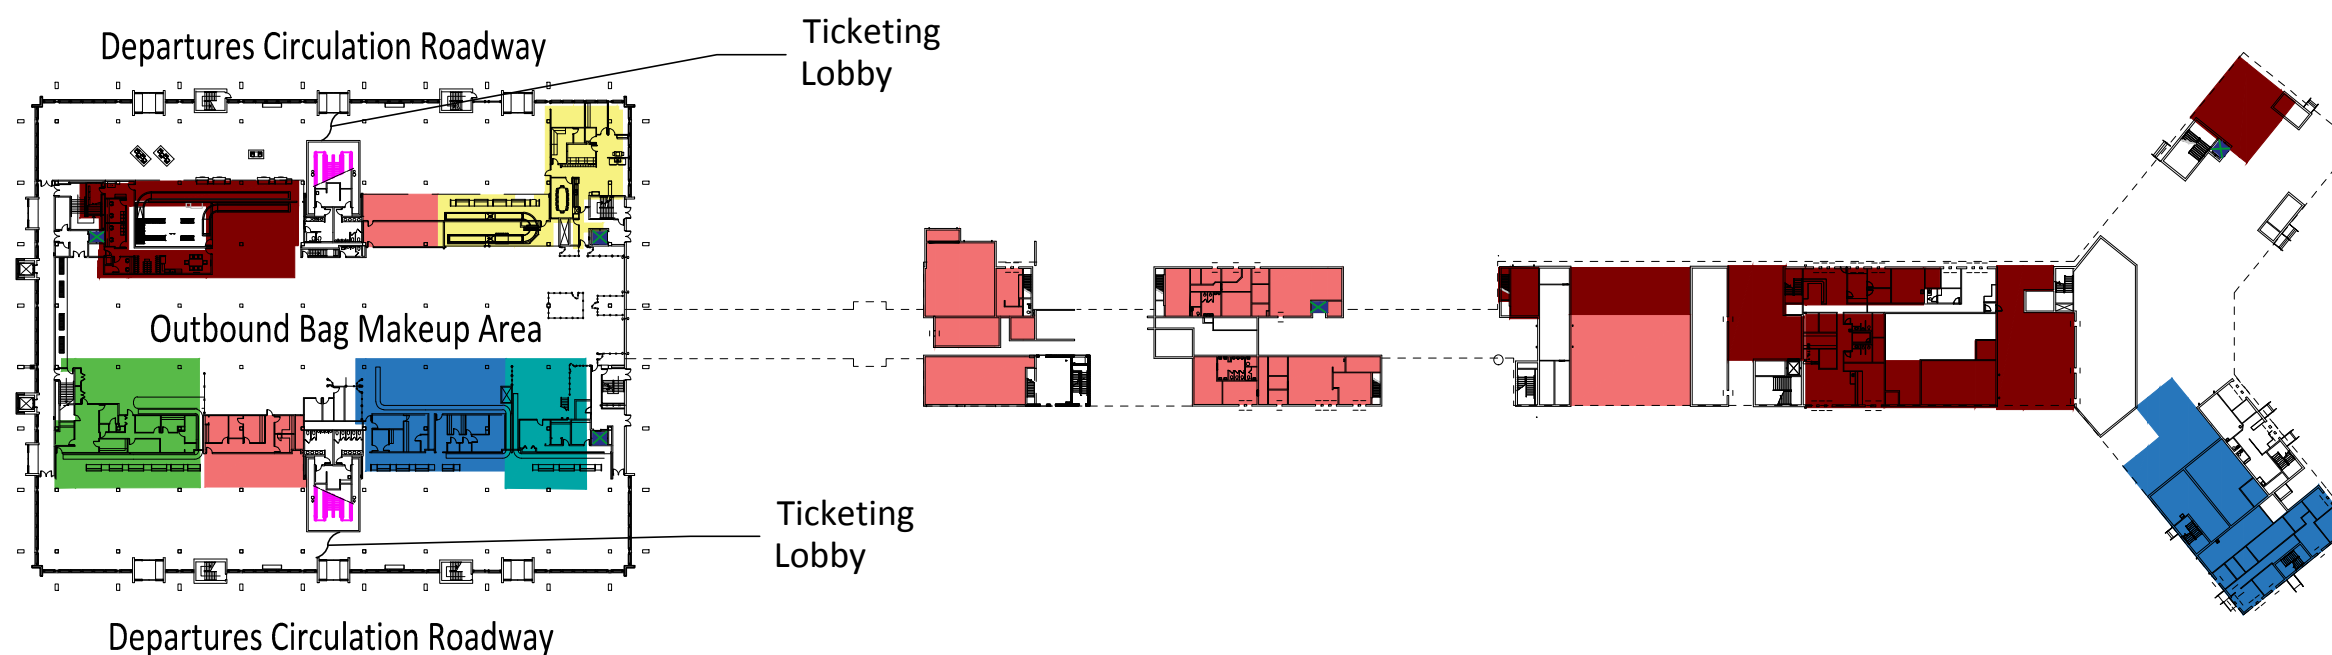 Departures Circulation Roadway
Ticketing
Lobby
Outbound Bag Makeup Area
Ticketing
Lobby
Departures Circulation Roadway